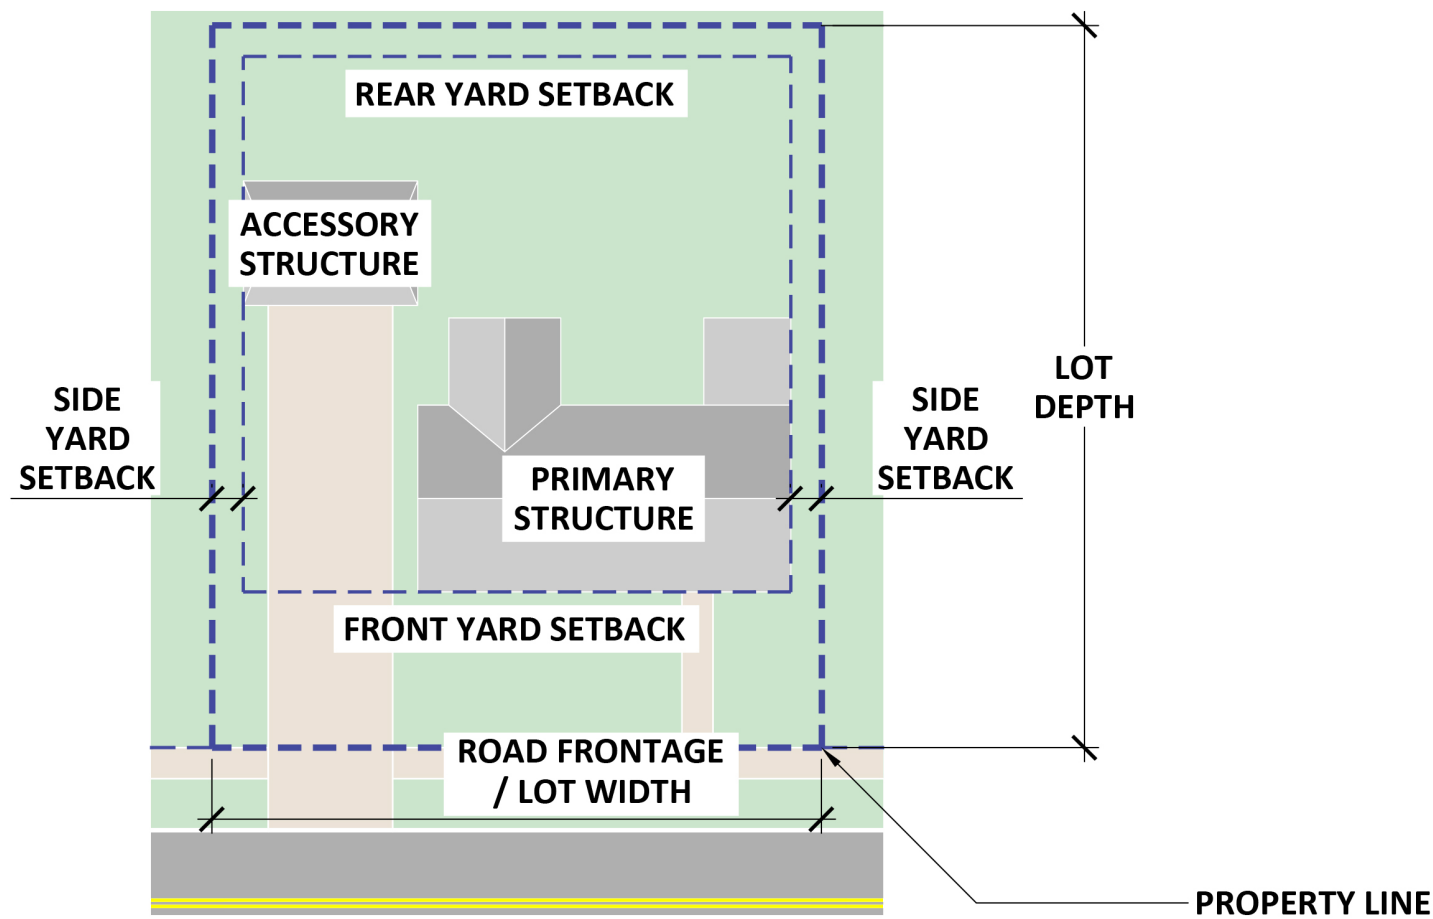 REAR YARD SETBACK
ACCESSORY
STRUCTURE
SIDE
YARD
SETBACK
PRIMARY
STRUCTURE
SIDE
YARD
SETBACK
LOT
DEPTH
FRONT YARD SETBACK
ROAD FRONTAGE
/ LOT WIDTH
PROPERTY LINE